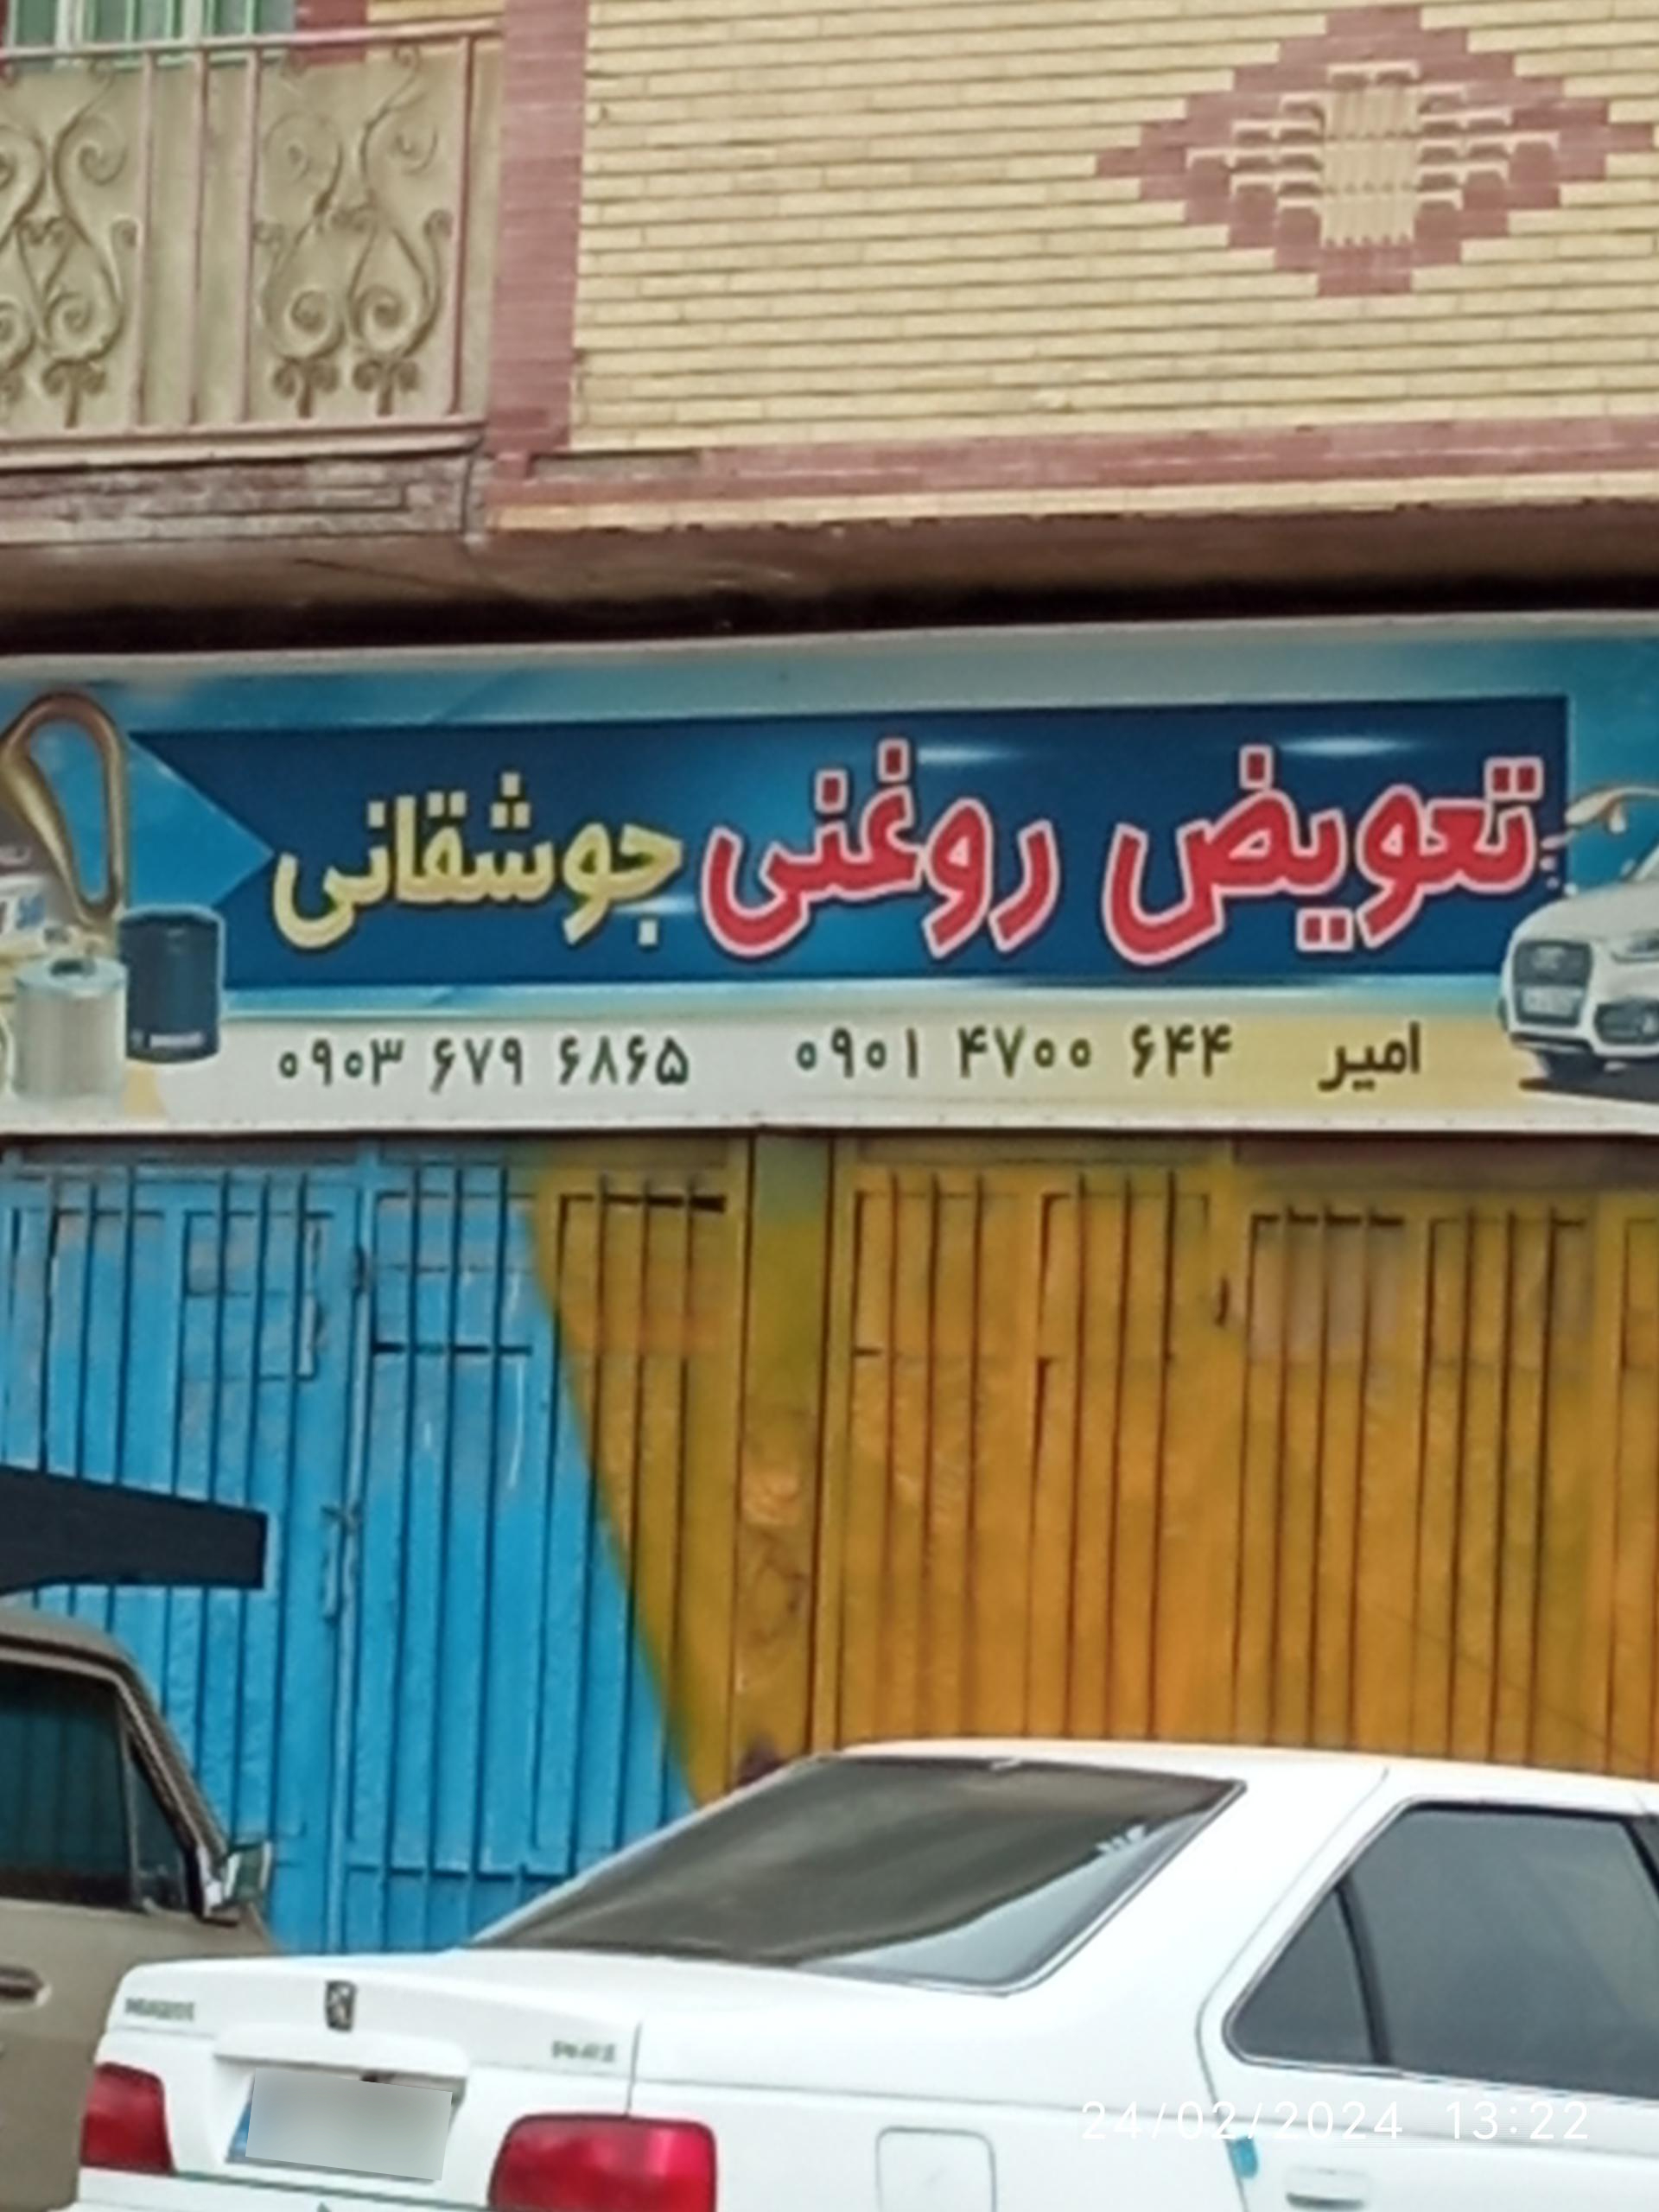 تعویض روغنی جوشقانی
امیر ۰۹۰۱ ۴۷۰۰ ۶۴۴ ۰۹۰۳ ۶۷۹ ۶۸۶۵
24/02/2024 13:22